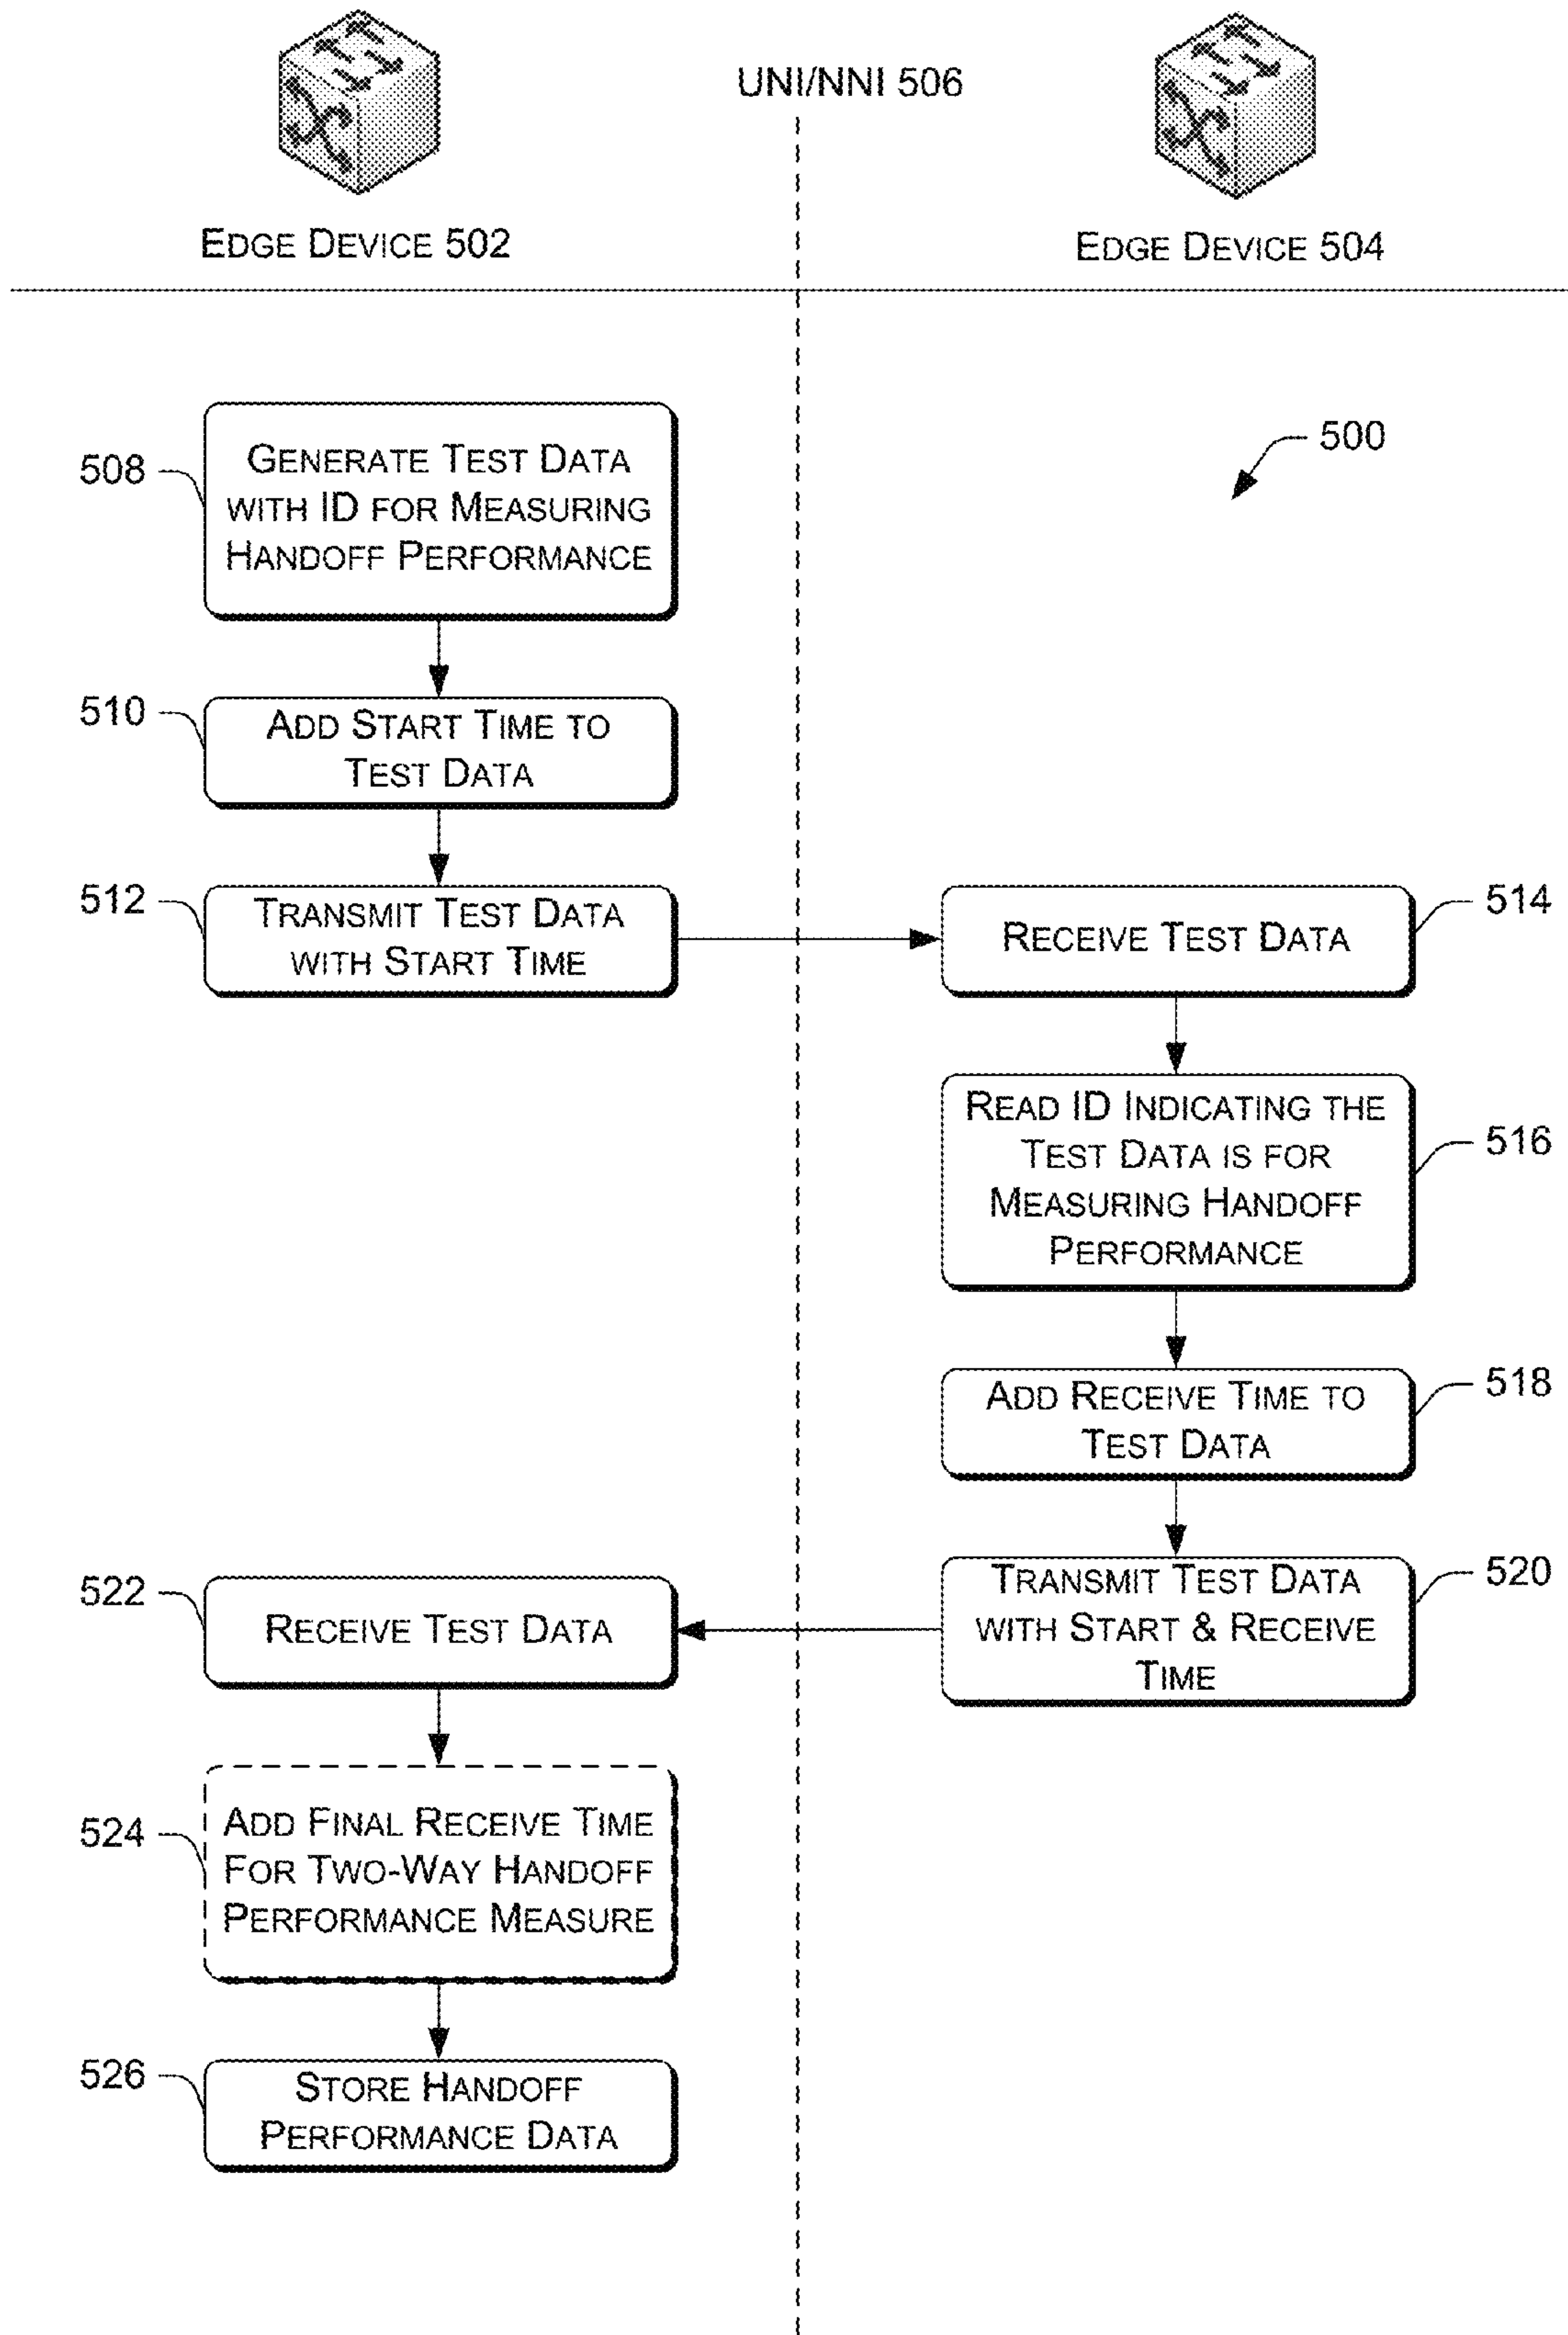 UNI/NNI 506
EDGE DEVICE 502
EDGE DEVICE 504
500
508
GENERATE TEST DATA
WITH ID FOR MEASURING
HANDOFF PERFORMANCE
510
ADD START TIME TO
TEST DATA
512
TRANSMIT TEST DATA
WITH START TIME
514
RECEIVE TEST DATA
516
READ ID INDICATING THE
TEST DATA IS FOR
MEASURING HANDOFF
PERFORMANCE
518
ADD RECEIVE TIME TO
TEST DATA
520
TRANSMIT TEST DATA
WITH START & RECEIVE
TIME
522
RECEIVE TEST DATA
524
ADD FINAL RECEIVE TIME
FOR TWO-WAY HANDOFF
PERFORMANCE MEASURE
526
STORE HANDOFF
PERFORMANCE DATA